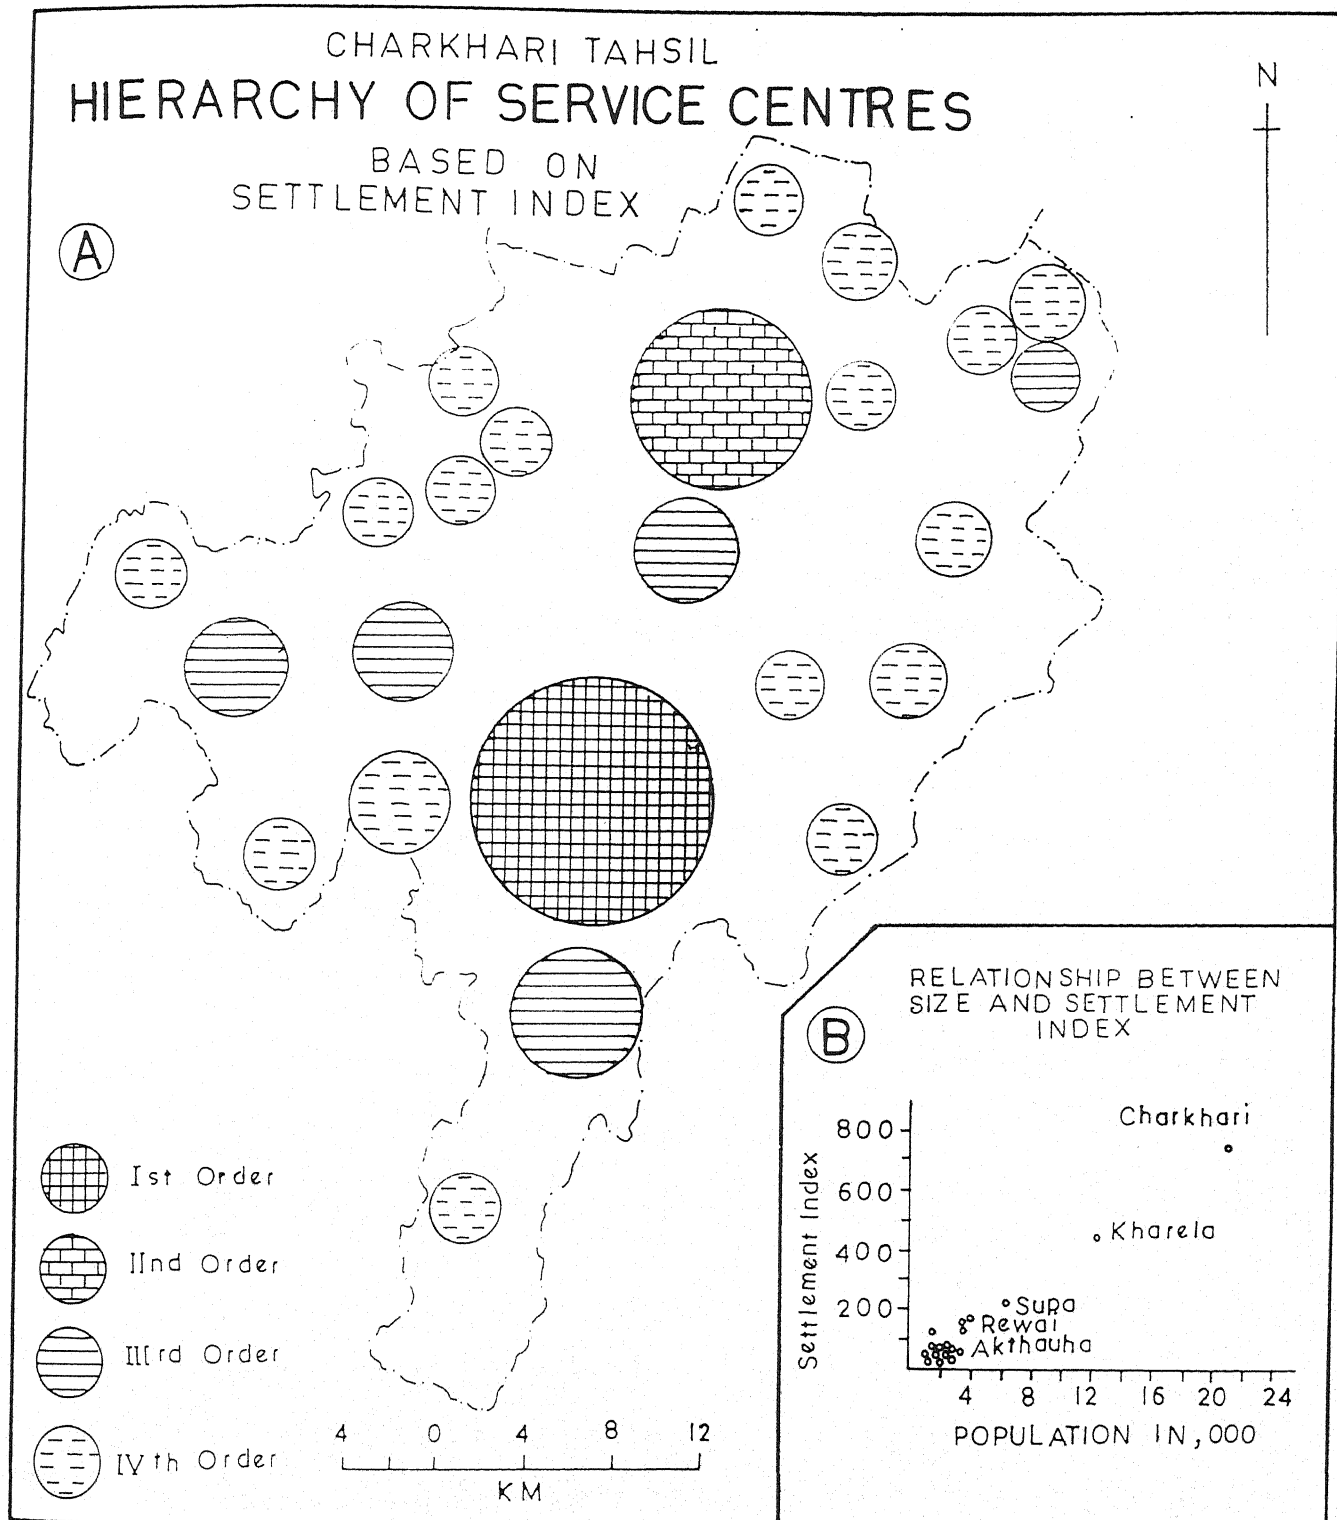 CHARKHARI TAHSIL
HIERARCHY OF SERVICE CENTRES
BASED ON
SETTLEMENT INDEX
N
A
Ist Order
IInd Order
IIIrd Order
IVth Order
4 0 4 8 12
KM
RELATIONSHIP BETWEEN
SIZE AND SETTLEMENT
INDEX
B
Settlement Index
800
600
400
200
Charkhari
Kharela
Supa
Rewai
Akthauha
4 8 12 16 20 24
POPULATION IN,000